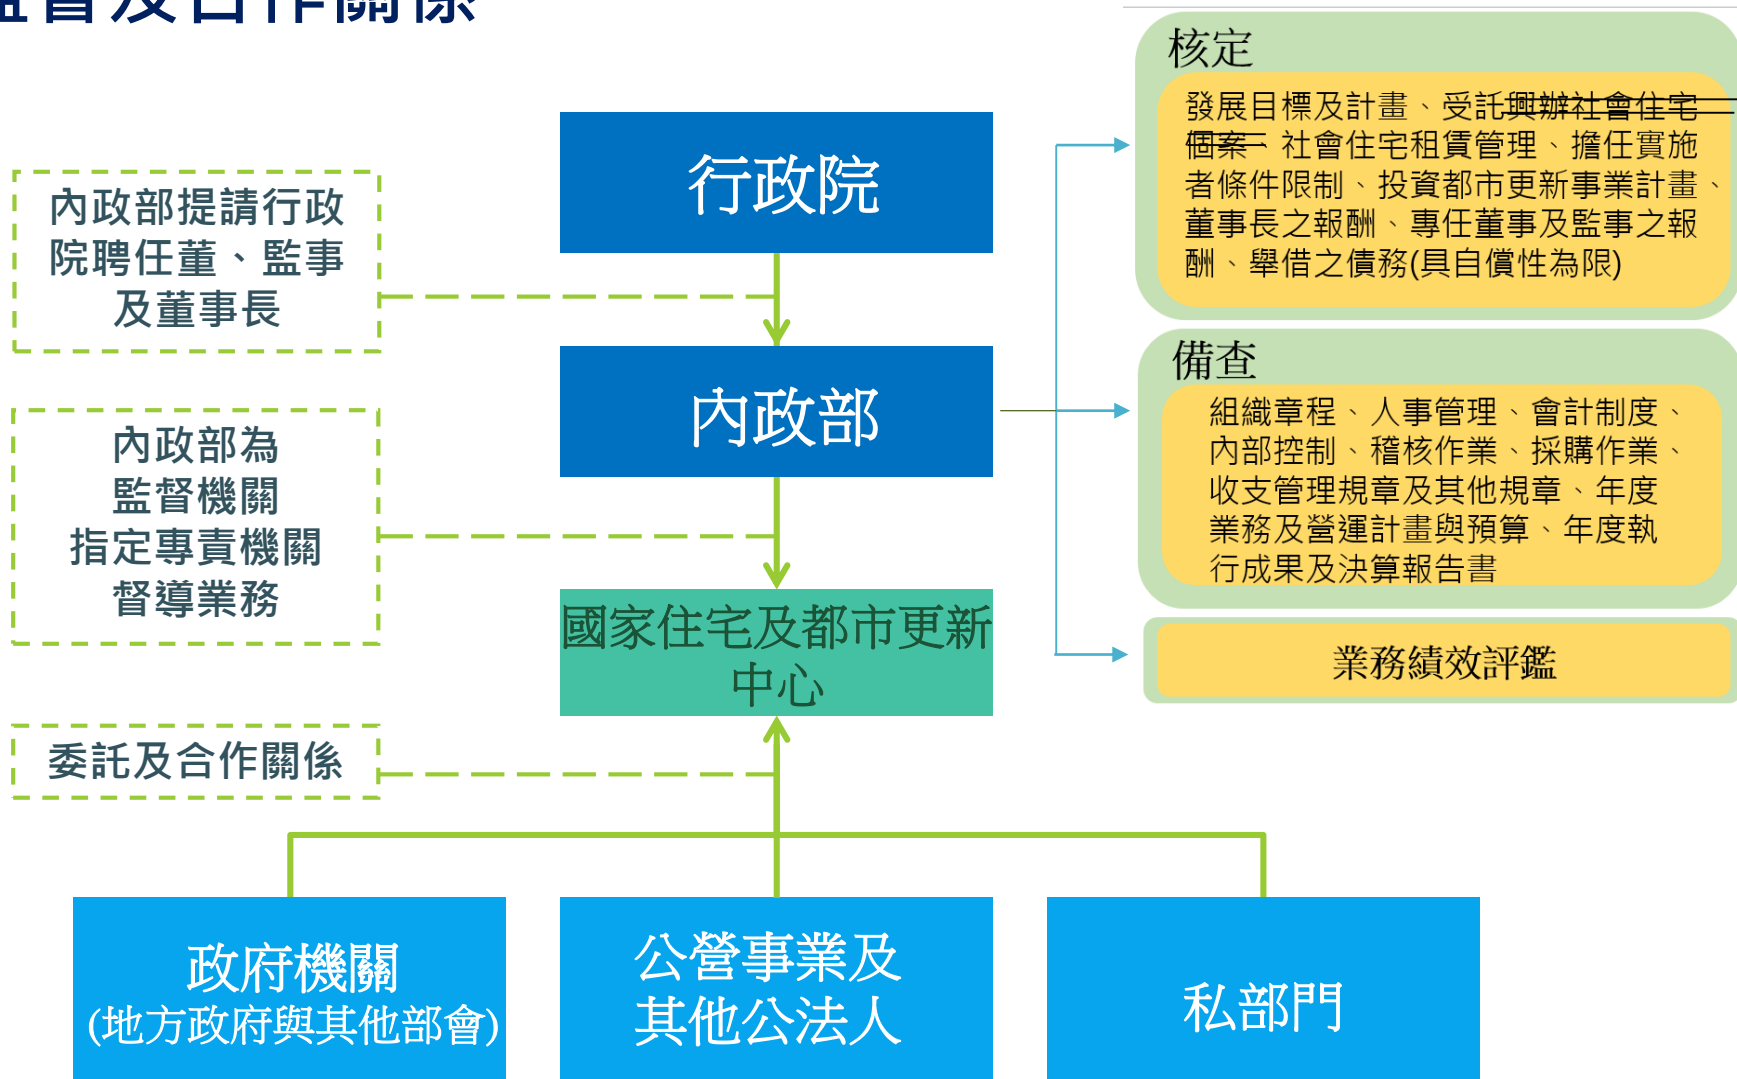 監督及合作關係
行政院
內政部提請行政
院聘任董、監事
及董事長
內政部
內政部為
監督機關
指定專責機關
督導業務
國家住宅及都市更新
中心
委託及合作關係
政府機關
(地方政府與其他部會)
公營事業及
其他公法人
私部門
核定
發展目標及計畫、受託興辦社會住宅
個案、社會住宅租賃管理、擔任實施
者條件限制、投資都市更新事業計畫、
董事長之報酬、專任董事及監事之報
酬、舉借之債務(具自償性為限)
備查
組織章程、人事管理、會計制度、
內部控制、稽核作業、採購作業、
收支管理規章及其他規章、年度
業務及營運計畫與預算、年度執
行成果及決算報告書
業務績效評鑑